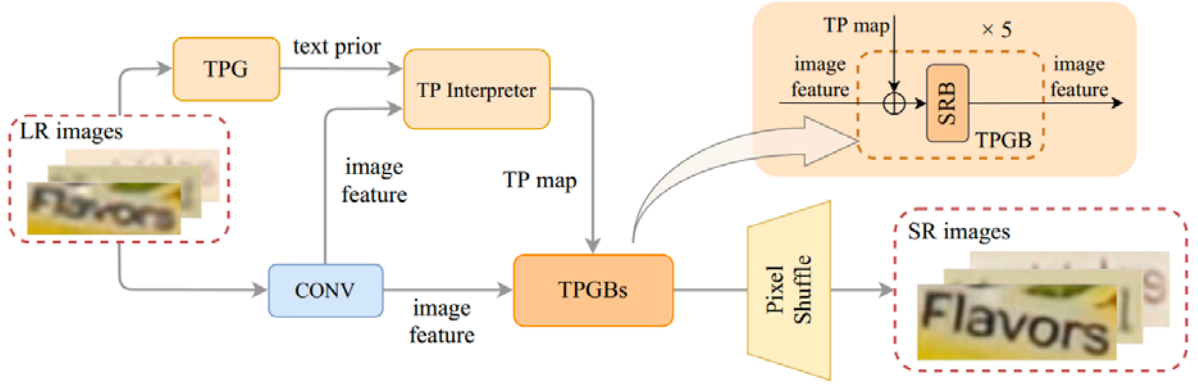 TP map
× 5
image
feature
SRB
TPGB
image
feature
TPG
text prior
TP Interpreter
LR images
Flavors
image
feature
TP map
CONV
image
feature
TPGBs
Pixel
Shuffle
SR images
Flavors